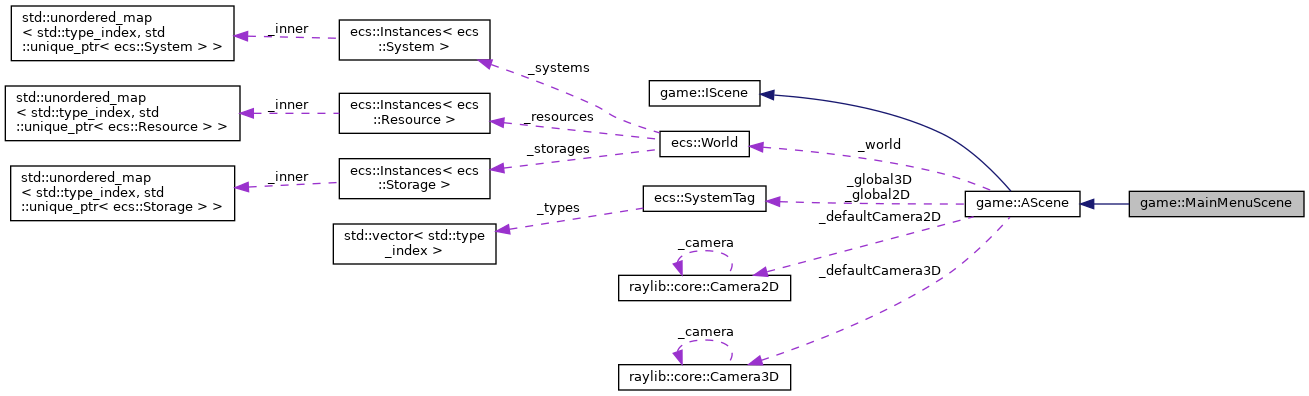 std::unordered_map
< std::type_index, std
::unique_ptr< ecs::System > >
_inner
ecs::Instances< ecs
::System >
_systems
std::unordered_map
< std::type_index, std
::unique_ptr< ecs::Resource > >
_inner
ecs::Instances< ecs
::Resource >
_resources
std::unordered_map
< std::type_index, std
::unique_ptr< ecs::Storage > >
_inner
ecs::Instances< ecs
::Storage >
_storages
std::vector< std::type
_index >
_types
game::IScene
ecs::World
_world
ecs::SystemTag
_global3D
_global2D
_camera
raylib::core::Camera2D
_defaultCamera2D
_camera
raylib::core::Camera3D
_defaultCamera3D
game::AScene
game::MainMenuScene